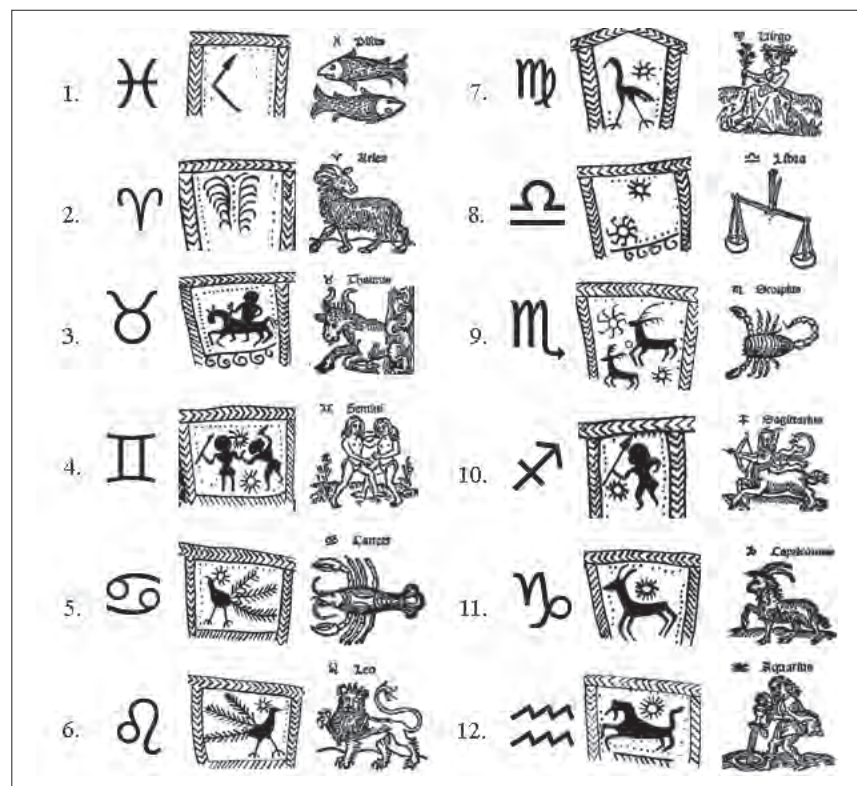 1. ♓
2. ♈ ♈ Aries
3. ♉ ♉ Thaurus
4. ♊ ♊ Gemini
5. ♋ ♋ Cancer
6. ♌ ♌ Leo
7. ♍ ♍ Virgo
8. ♎ ♎ Libra
9. ♏ ♏ Scorpius
10. ♐ ♐ Sagittarius
11. ♑ ♑ Capricornus
12. ♒ ♒ Aquarius